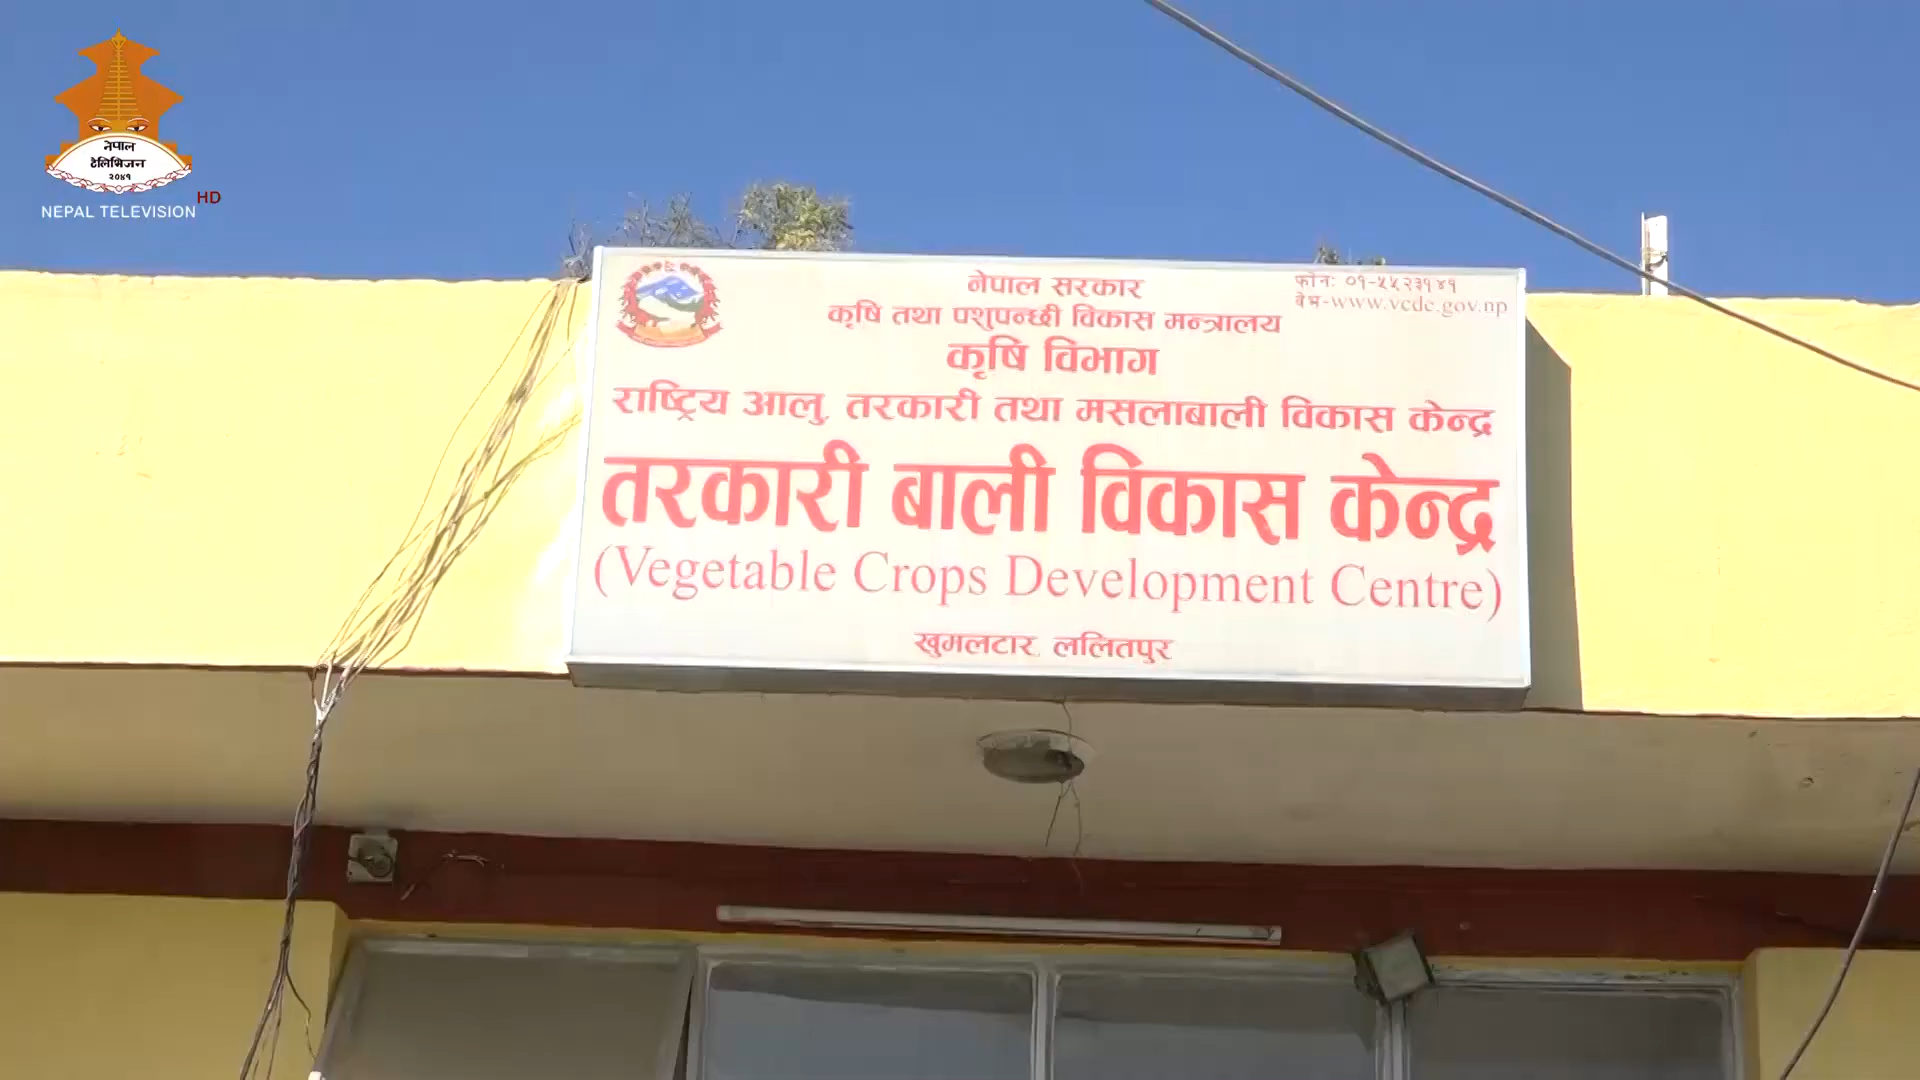 नेपाल
टेलिभिजन
२०४१
HD
NEPAL TELEVISION
नेपाल सरकार
कृषि तथा पशुपन्छी विकास मन्त्रालय
कृषि विभाग
फोन: ०१-५५२३१४१
वेभ-www.vcdc.gov.np
राष्ट्रिय आलु, तरकारी तथा मसलाबाली विकास केन्द्र
तरकारी बाली विकास केन्द्र
(Vegetable Crops Development Centre)
खुमलटार, ललितपुर